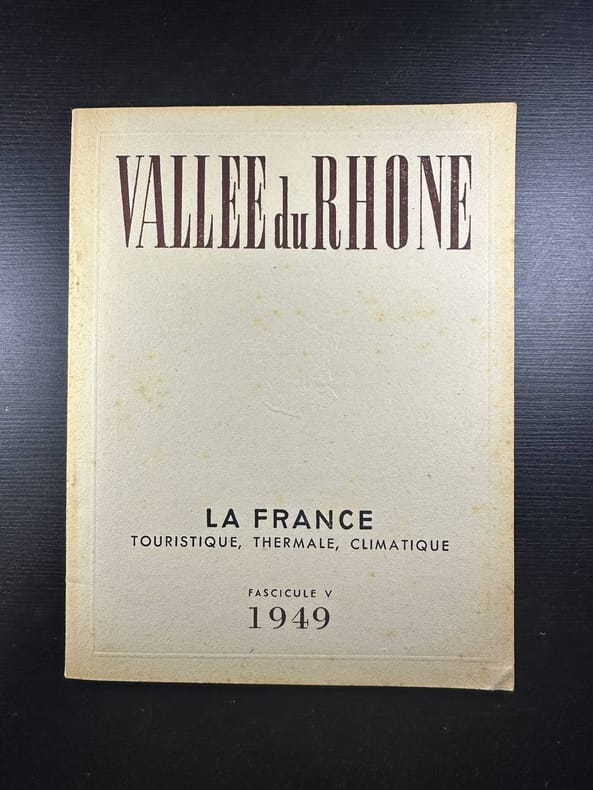 VALLEE du RHONE
LA FRANCE
TOURISTIQUE, THERMALE, CLIMATIQUE
FASCICULE V
1949